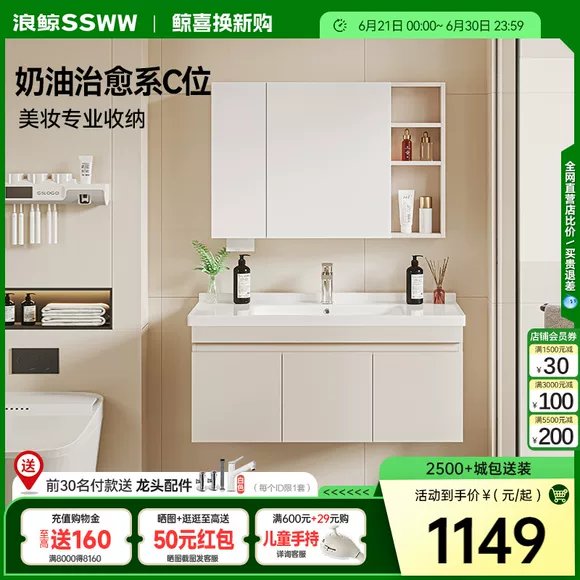 浪鲸SSWW 鲸喜换新购
6月21日 00:00~ 6月30日 23:59
奶油治愈系C位
美妆专业收纳
全网直营店比价
买贵退差
店铺会员券
满1500元减
¥30
满3000元减
¥100
满5500元减
¥200
送
前30名付款送 龙头配件
白色
(每个ID限1套)
2500+城包送装
活动到手价¥(元/起)
1149
充值购物金
至高送160
满8000得8160
晒图+逛逛至高送
50元红包
晒图截图发客服
满600元+29元购
儿童手持
详询客服